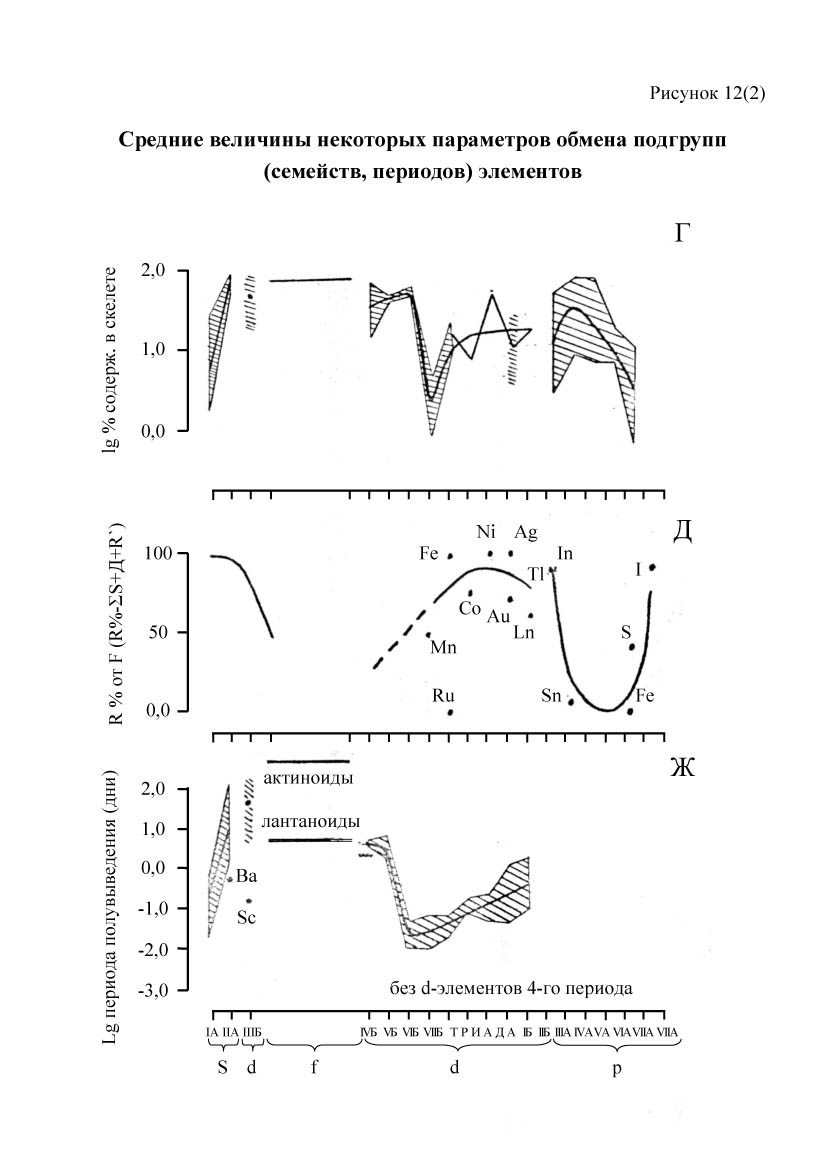 Рисунок 12(2)
Средние величины некоторых параметров обмена подгрупп
(семейств, периодов) элементов
Г
lg % содерж. в скелете
2,0
1,0
0,0
Д
R % от F (R%-ΣS+Д+R`)
100
50
0,0
Fe
Ni
Ag
Tl
In
I
Co
Au
Ln
S
Mn
Ru
Sn
Fe
Ж
Lg периода полувыведения (дни)
2,0
1,0
0,0
-1,0
-2,0
-3,0
актиноиды
лантаноиды
Ba
Sc
без d-элементов 4-го периода
IA IIA IIIБ IVБ VБ VIБ VIIБ Т Р И А Д А IБ IIБ IIIA IVA VA VIA VIIA VIIA
S d f d p